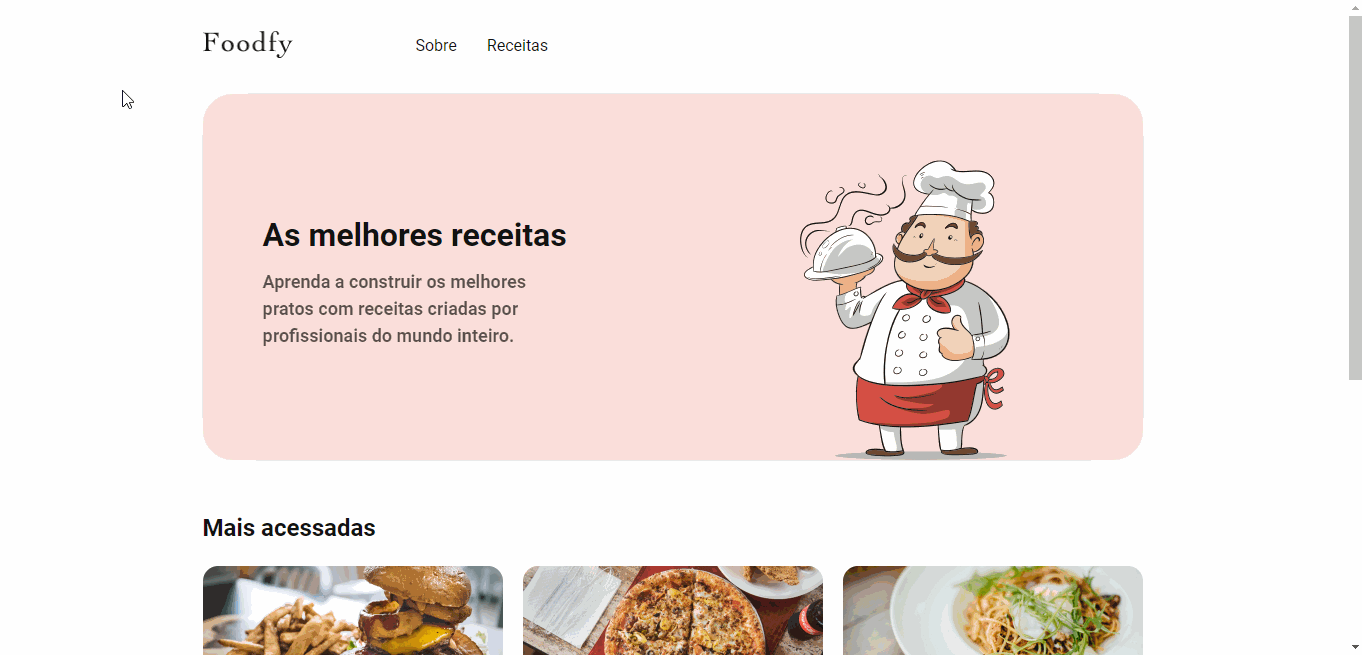 Foodfy
Sobre
Receitas
As melhores receitas
Aprenda a construir os melhores
pratos com receitas criadas por
profissionais do mundo inteiro.
Mais acessadas